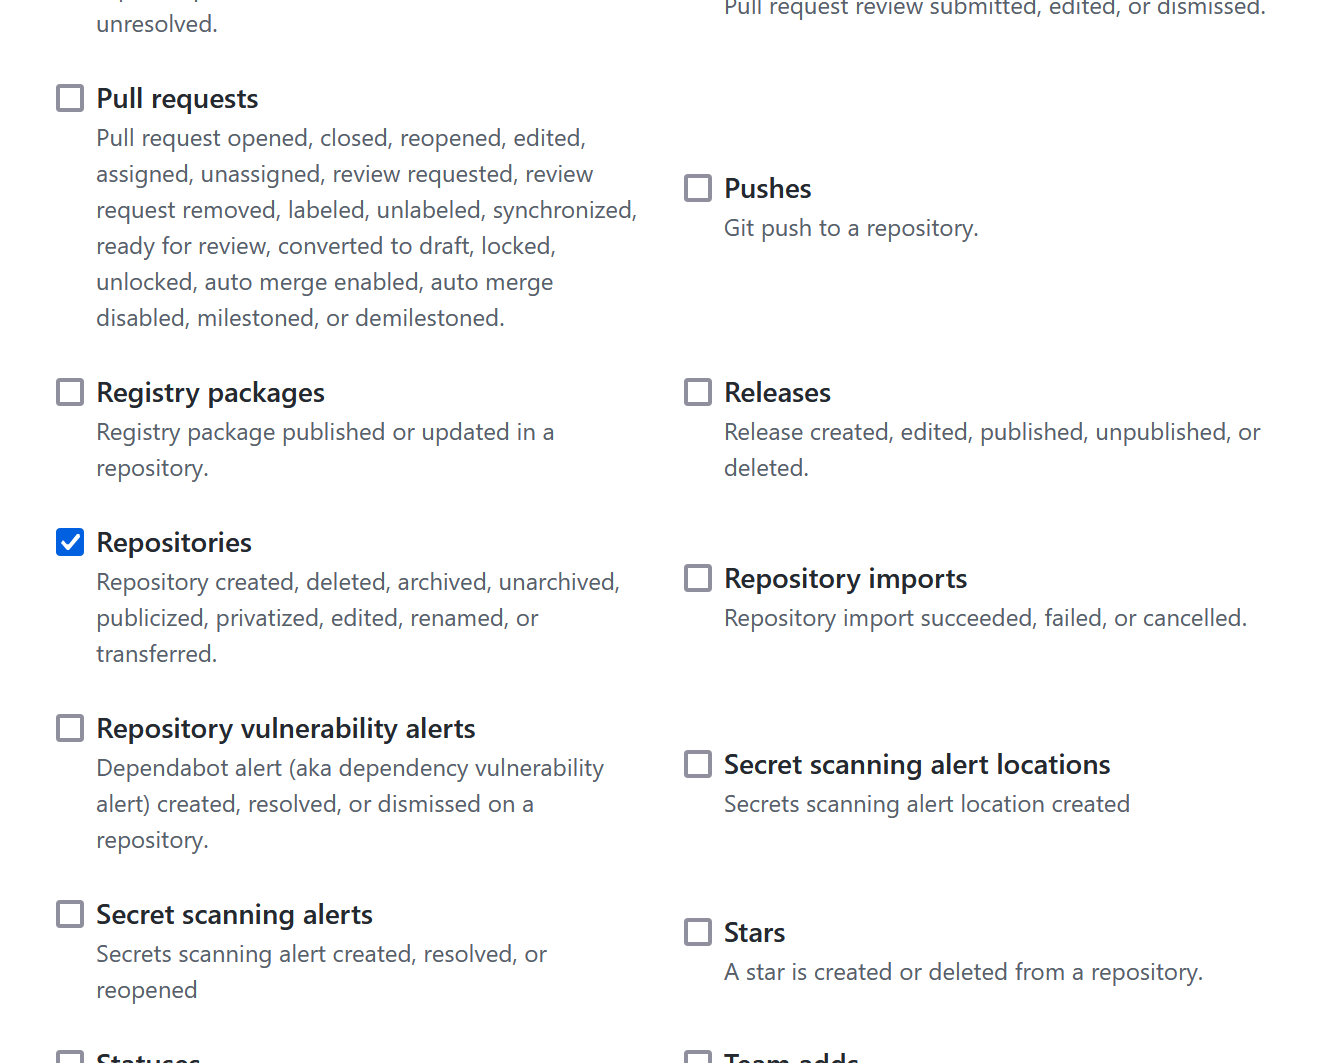 unresolved.
Pull request review submitted, edited, or dismissed.
Pull requests
Pull request opened, closed, reopened, edited,
assigned, unassigned, review requested, review
request removed, labeled, unlabeled, synchronized,
ready for review, converted to draft, locked,
unlocked, auto merge enabled, auto merge
disabled, milestoned, or demilestoned.
Pushes
Git push to a repository.
Registry packages
Registry package published or updated in a
repository.
Releases
Release created, edited, published, unpublished, or
deleted.
Repositories
Repository created, deleted, archived, unarchived,
publicized, privatized, edited, renamed, or
transferred.
Repository imports
Repository import succeeded, failed, or cancelled.
Repository vulnerability alerts
Dependabot alert (aka dependency vulnerability
alert) created, resolved, or dismissed on a
repository.
Secret scanning alert locations
Secrets scanning alert location created
Secret scanning alerts
Secrets scanning alert created, resolved, or
reopened
Stars
A star is created or deleted from a repository.
Statuses
Team adds